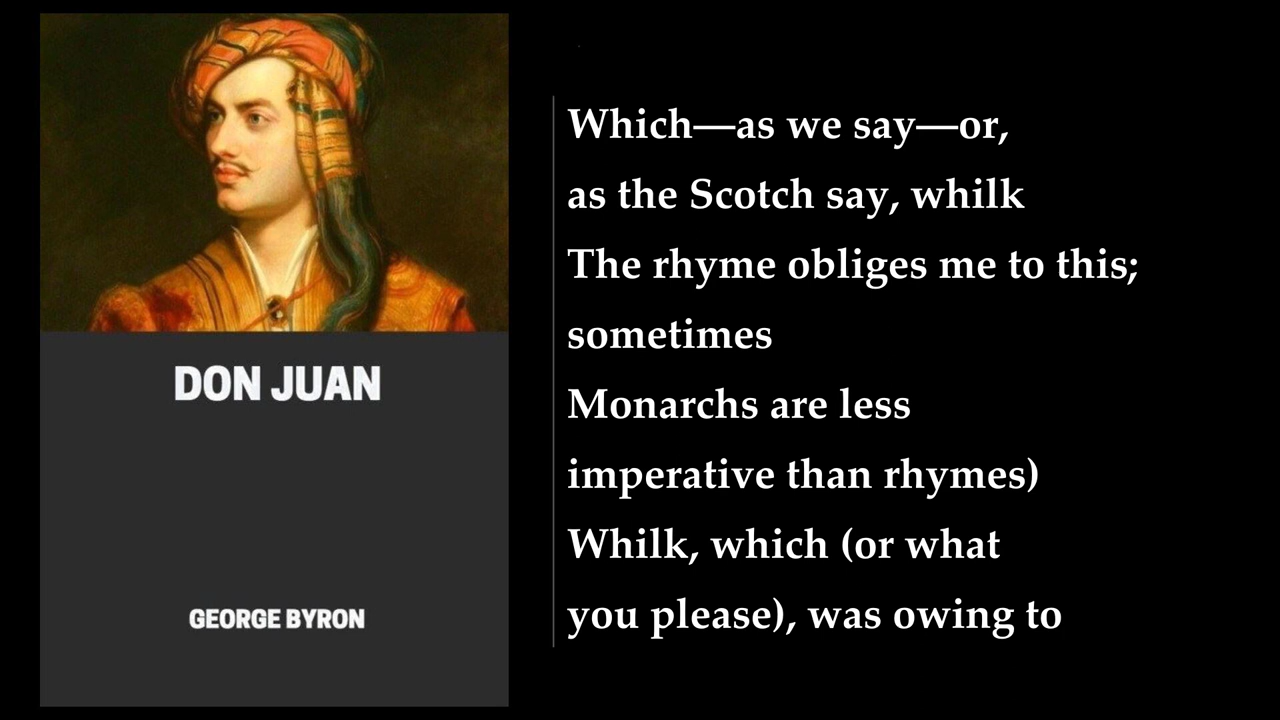 DON JUAN
GEORGE BYRON
Which—as we say—or,
as the Scotch say, whilk
The rhyme obliges me to this;
sometimes
Monarchs are less
imperative than rhymes)
Whilk, which (or what
you please), was owing to